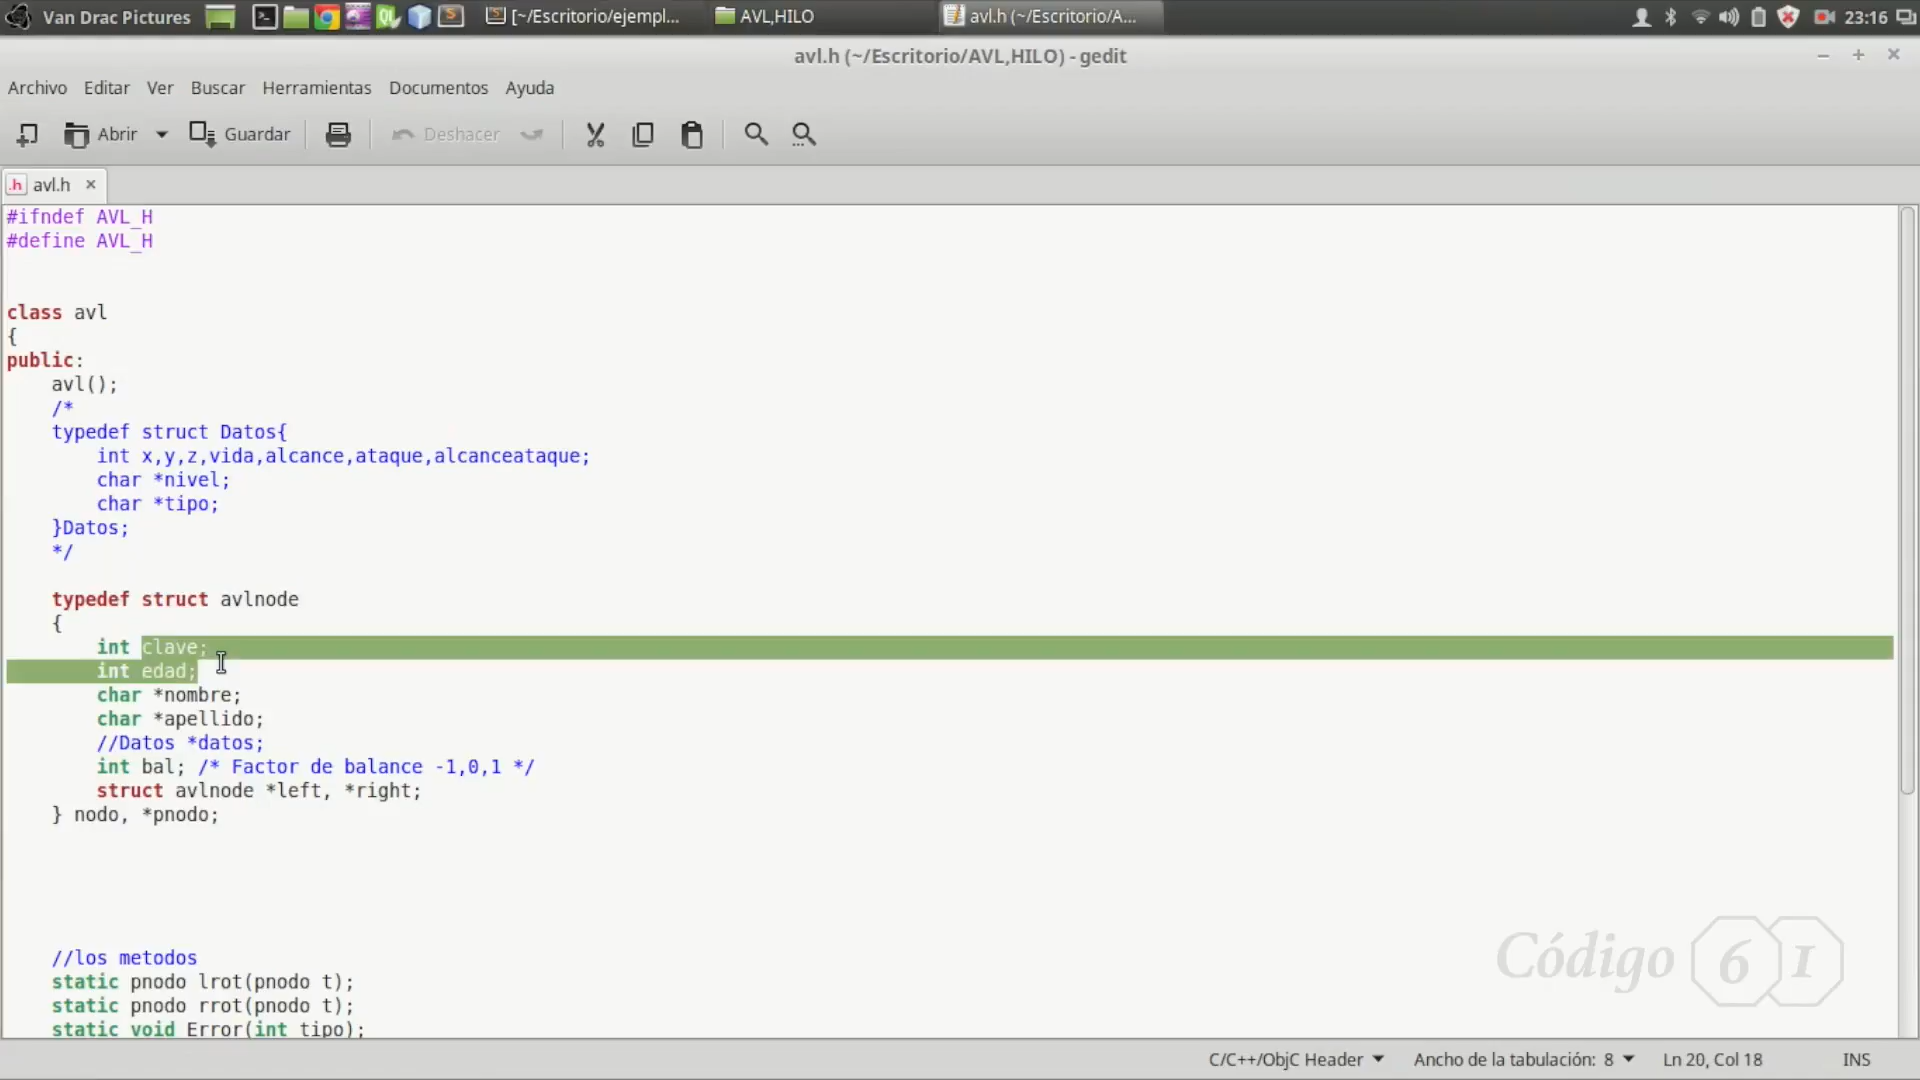 Van Drac Pictures
[~/Escritorio/ejempl...
AVL,HILO
avl.h (~/Escritorio/A...
23:16
avl.h (~/Escritorio/AVL,HILO) - gedit
Archivo Editar Ver Buscar Herramientas Documentos Ayuda
Abrir Guardar Deshacer
.h avl.h
#ifndef AVL_H
#define AVL_H
class avl
{
public:
avl();
/*
typedef struct Datos{
int x,y,z,vida,alcance,ataque,alcanceataque;
char *nivel;
char *tipo;
}Datos;
*/
typedef struct avlnode
{
int clave;
int edad;
char *nombre;
char *apellido;
//Datos *datos;
int bal; /* Factor de balance -1,0,1 */
struct avlnode *left, *right;
} nodo, *pnodo;
//los metodos
static pnodo lrot(pnodo t);
static pnodo rrot(pnodo t);
static void Error(int tipo);
Código 61
C/C++/ObjC Header Ancho de la tabulación: 8 Ln 20, Col 18 INS